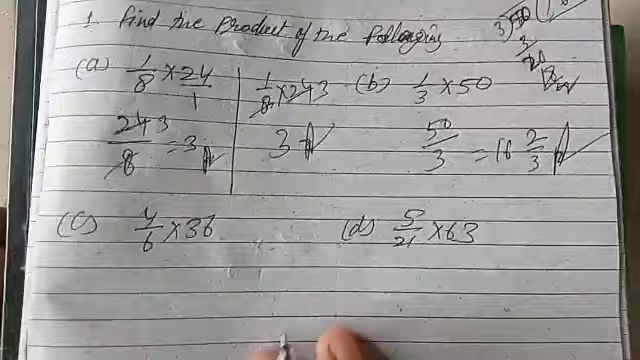 1. Find the Product of the Following
(a) 1/8 × 24/1
1/8 × 24 3
(b) 1/3 × 50
24 3/8 = 3
3
50/3 = 16 2/3
(c) 4/6 × 36
(d) 5/21 × 63